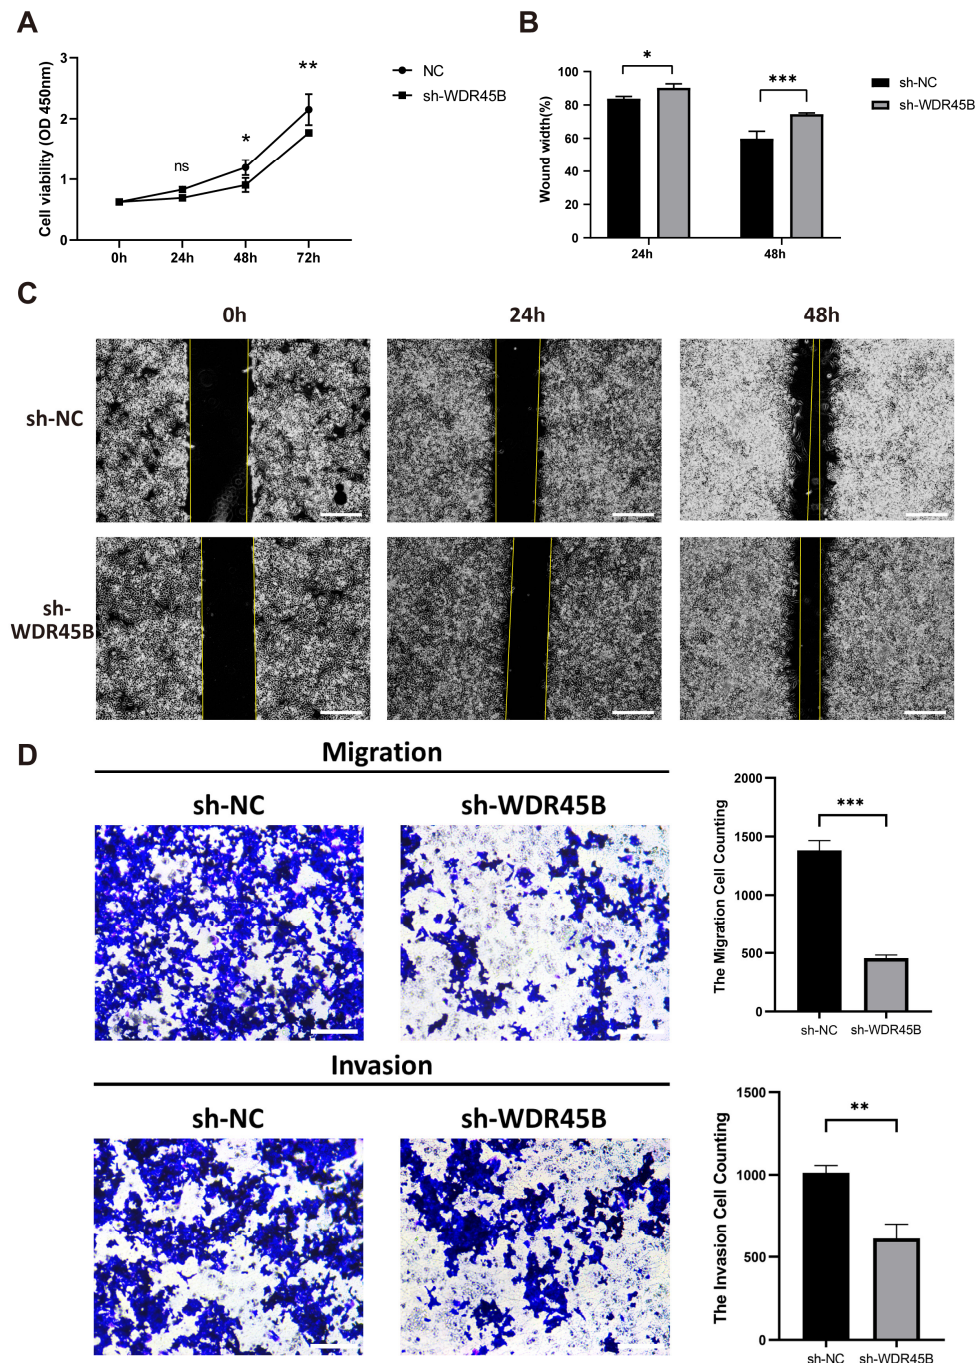 A
Cell viability (OD 450nm)
3
2
1
0
ns
*
**
0h 24h 48h 72h
NC
sh-WDR45B
B
Wound width(%)
100
80
60
40
20
0
*
***
24h 48h
sh-NC
sh-WDR45B
C
0h 24h 48h
sh-NC
sh-
WDR45B
D
Migration
sh-NC sh-WDR45B
The Migration Cell Counting
2000
1500
1000
500
0
***
sh-NC sh-WDR45B
Invasion
sh-NC sh-WDR45B
The Invasion Cell Counting
1500
1000
500
0
**
sh-NC sh-WDR45B